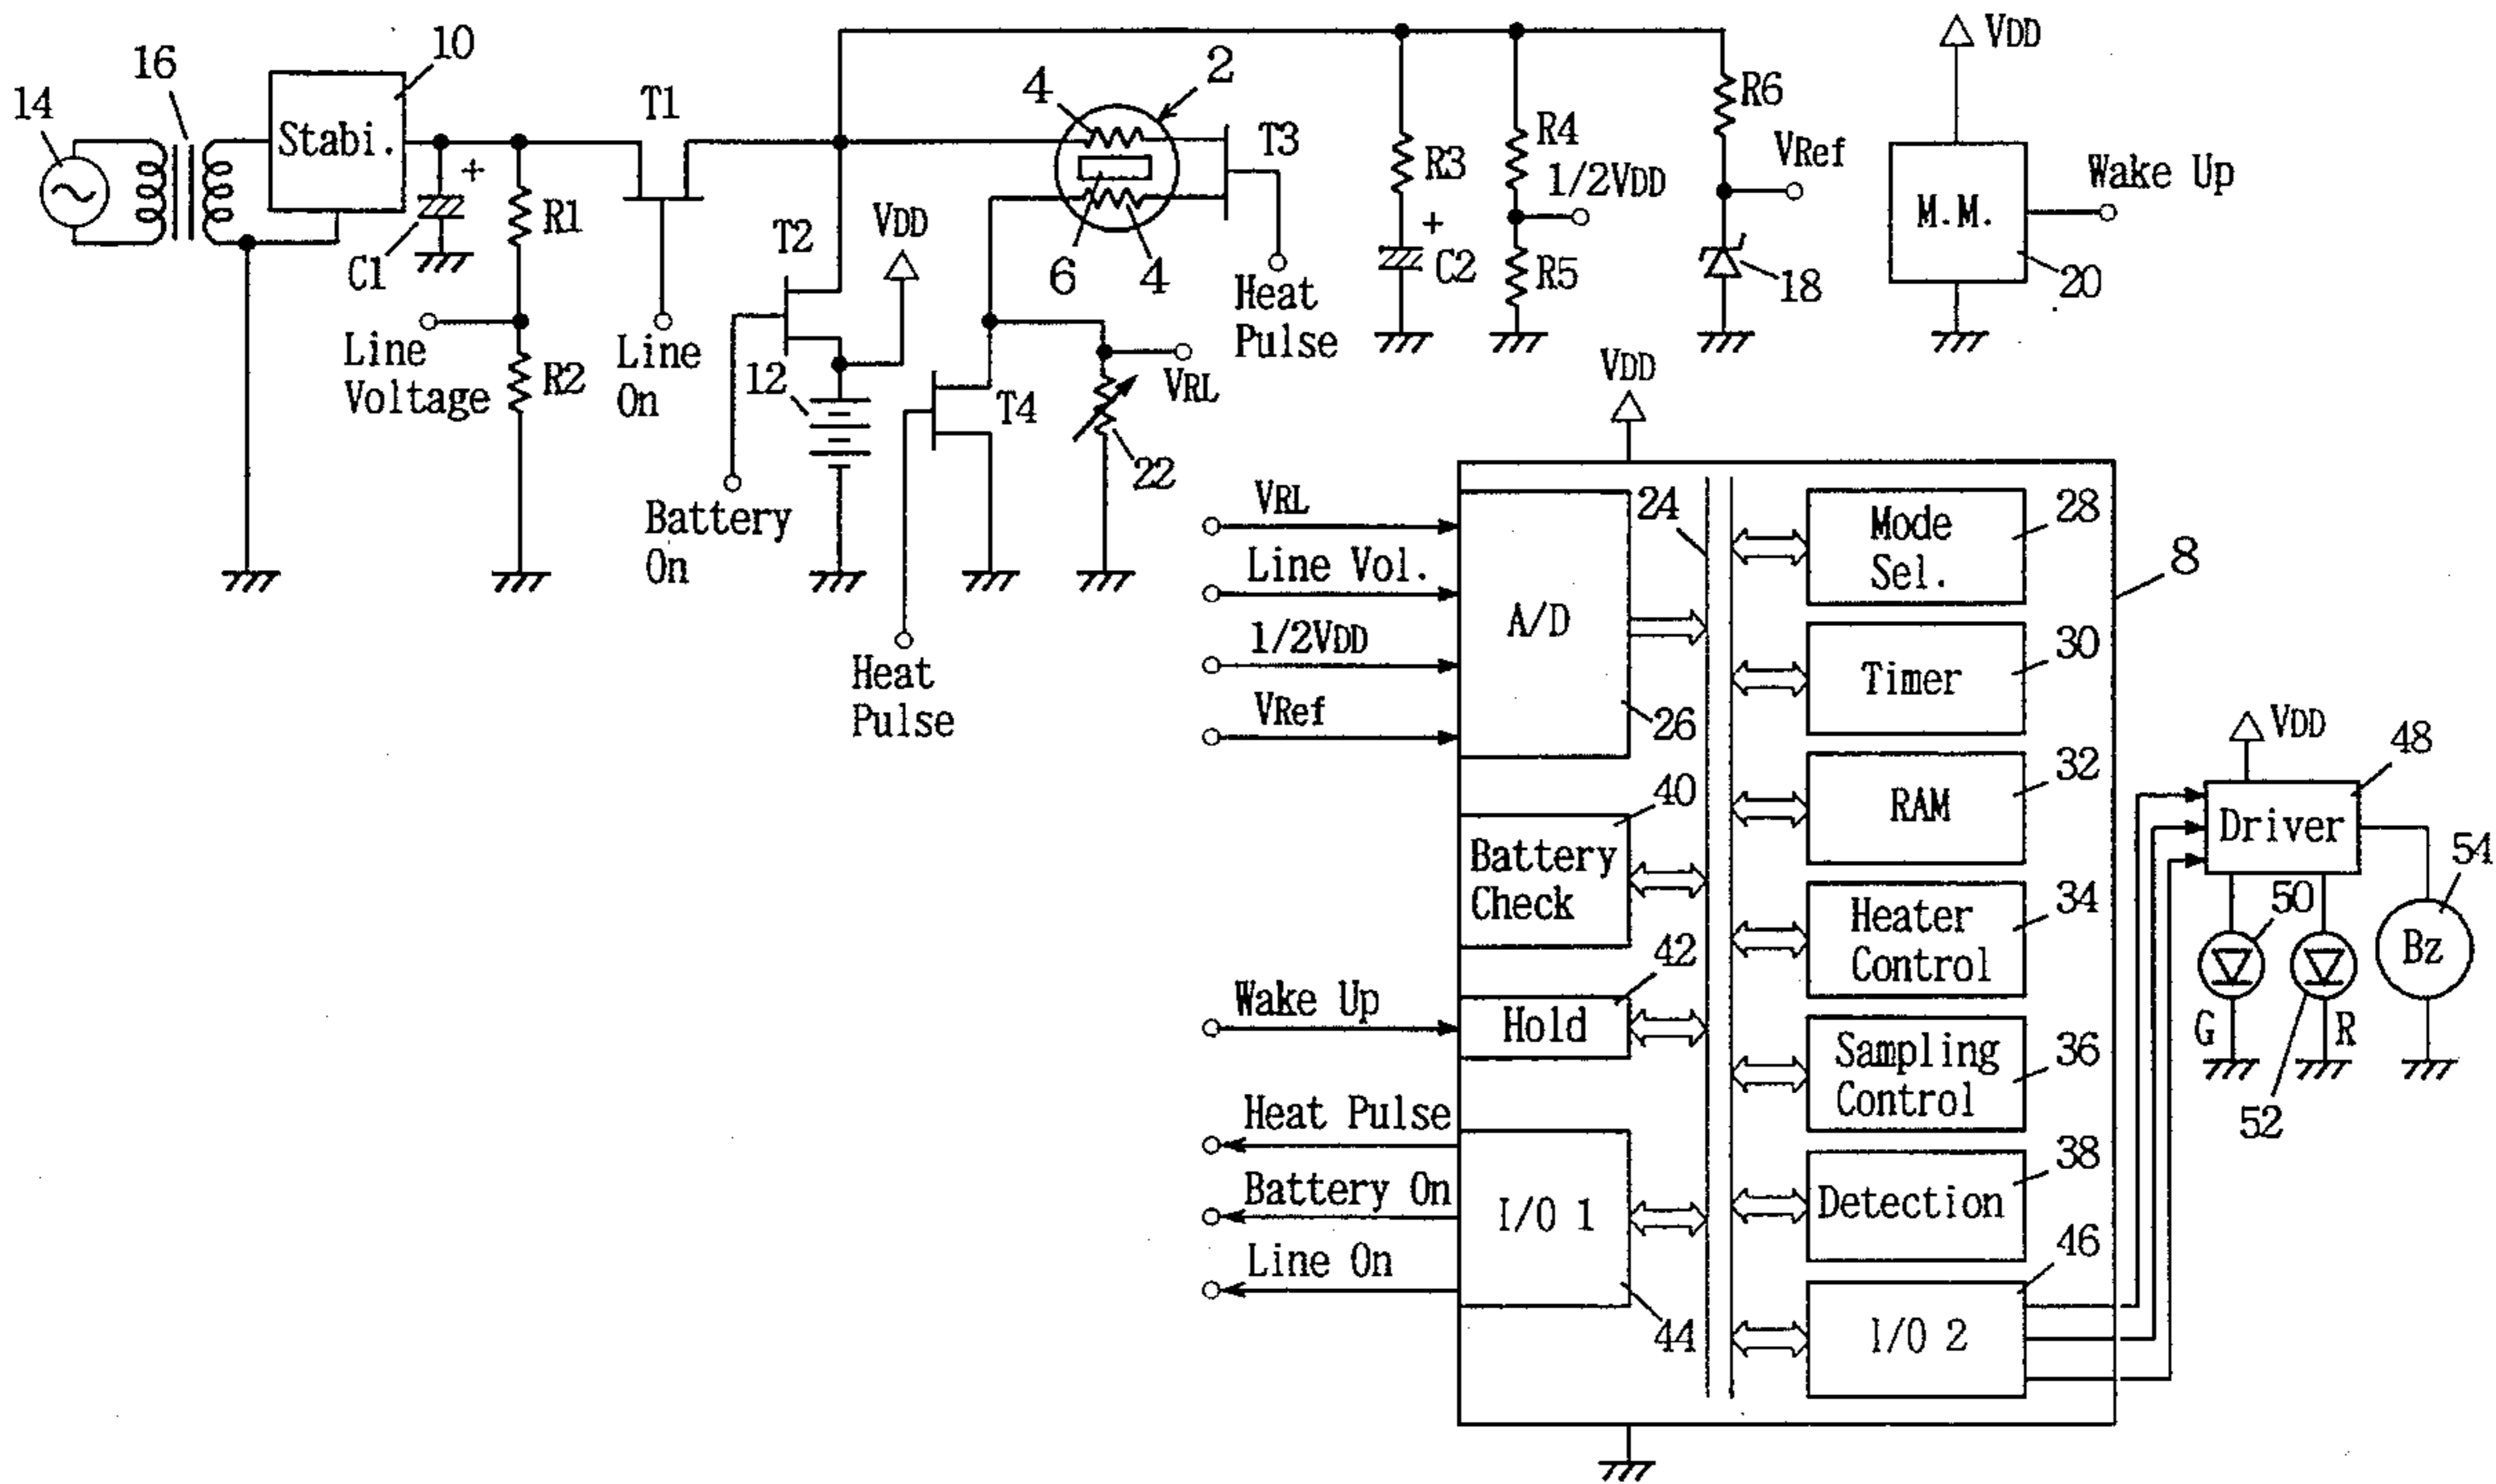 14
16
10
Stabi.
C1
+
R1
R2
Line
Voltage
T1
Line
On
T2
VDD
12
Battery
On
4
2
6
4
T3
Heat
Pulse
T4
Heat
Pulse
VRL
22
R3
+
C2
R4
1/2VDD
R5
R6
VRef
18
VDD
M.M.
20
Wake Up
VDD
8
VRL
Line Vol.
1/2VDD
VRef
A/D
26
24
Battery
Check
40
Wake Up
Hold
42
Heat Pulse
Battery On
Line On
I/O 1
44
Mode
Sel.
28
Timer
30
RAM
32
Heater
Control
34
Sampling
Control
36
Detection
38
I/O 2
46
VDD
48
Driver
50
G
R
52
54
Bz